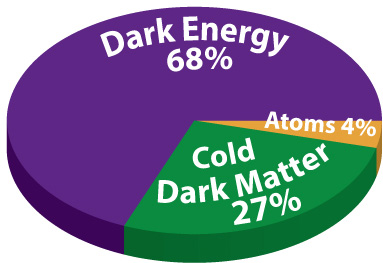 Dark Energy
68%
Atoms 4%
Cold
Dark Matter
27%